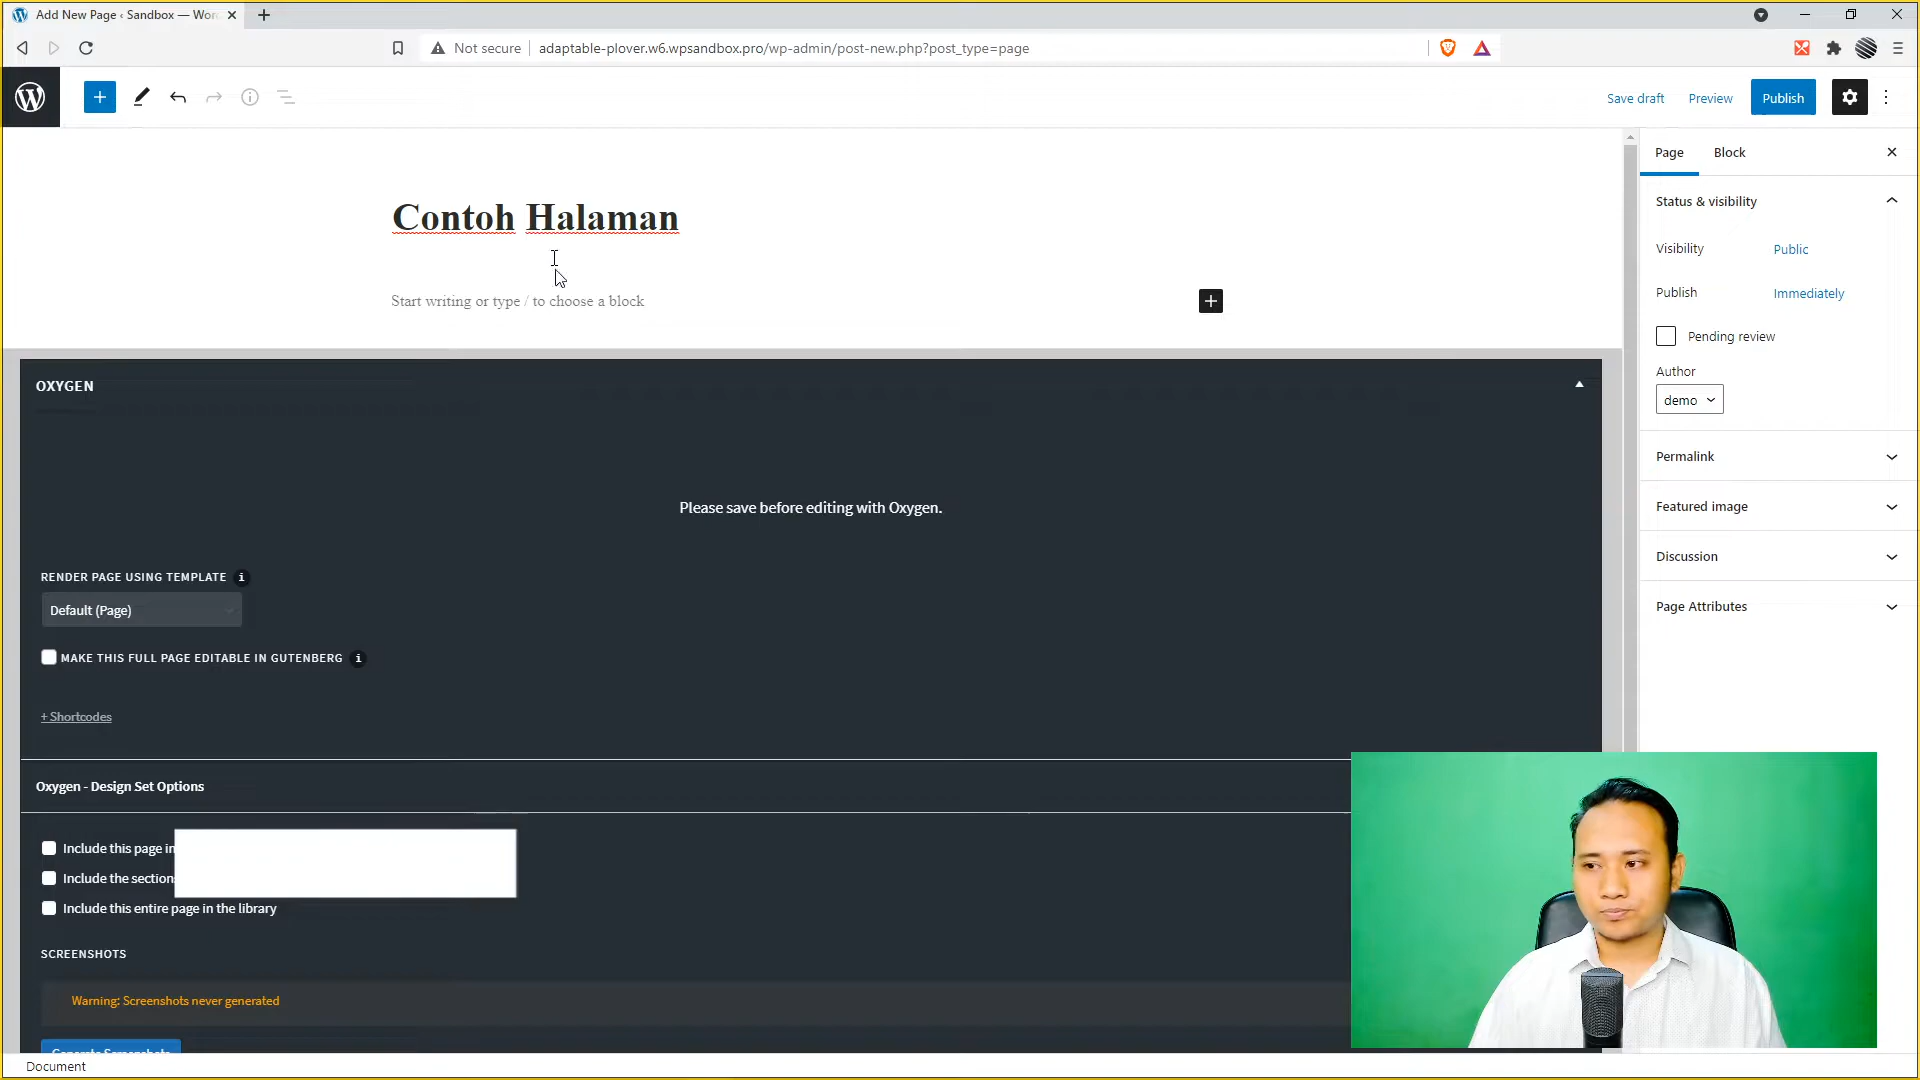 Add New Page ‹ Sandbox — Wor
Not secure
adaptable-plover.w6.wpsandbox.pro/wp-admin/post-new.php?post_type=page
Save draft
Preview
Publish
Page
Block
Contoh Halaman
Start writing or type / to choose a block
Status & visibility
Visibility
Public
Publish
Immediately
Pending review
Author
demo
Permalink
Featured image
Discussion
Page Attributes
OXYGEN
Please save before editing with Oxygen.
RENDER PAGE USING TEMPLATE
Default (Page)
MAKE THIS FULL PAGE EDITABLE IN GUTENBERG
+ Shortcodes
Oxygen - Design Set Options
Include this page in
Include the section
Include this entire page in the library
SCREENSHOTS
Warning: Screenshots never generated
Generate Screenshots
Document